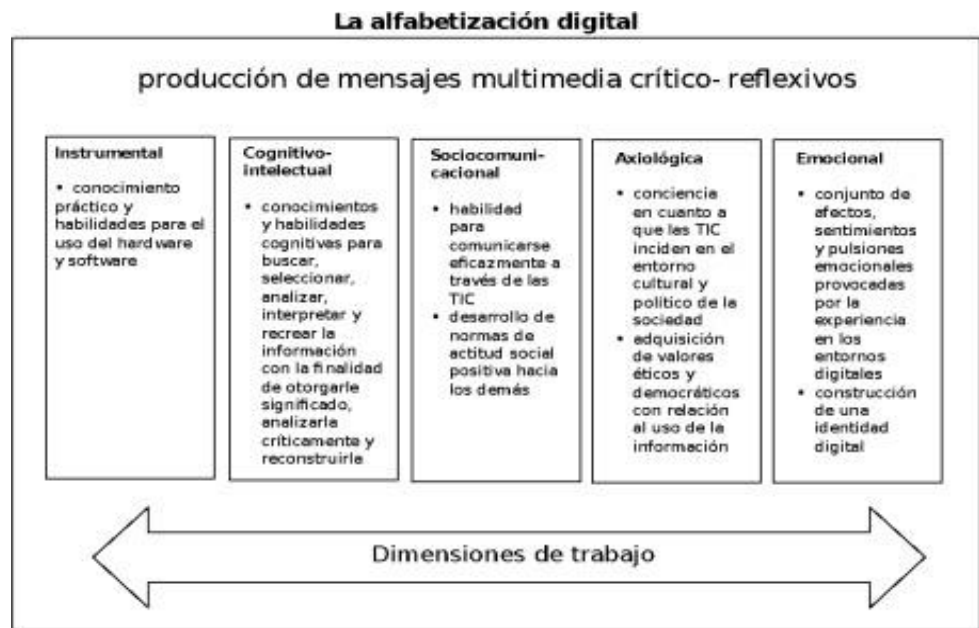 La alfabetización digital
producción de mensajes multimedia crítico- reflexivos
Instrumental
• conocimiento
práctico y
habilidades para el
uso del hardware
y software
Cognitivo-
intelectual
• conocimientos
y habilidades
cognitivas para
buscar,
seleccionar,
analizar,
interpretar y
recrear la
información
con la finalidad
de otorgarle
significado,
analizarla
críticamente y
reconstruirla
Sociocomuni-
cacional
• habilidad
para
comunicarse
eficazmente a
través de las
TIC
• desarrollo de
normas de
actitud social
positiva hacia
los demás
Axiológica
• conciencia
en cuanto a
que las TIC
inciden en el
entorno
cultural y
político de la
sociedad
• adquisición
de valores
éticos y
democráticos
con relación
al uso de la
información
Emocional
• conjunto de
afectos,
sentimientos
y pulsiones
emocionales
provocadas
por la
experiencia
en los
entornos
digitales
• construcción
de una
identidad
digital
Dimensiones de trabajo